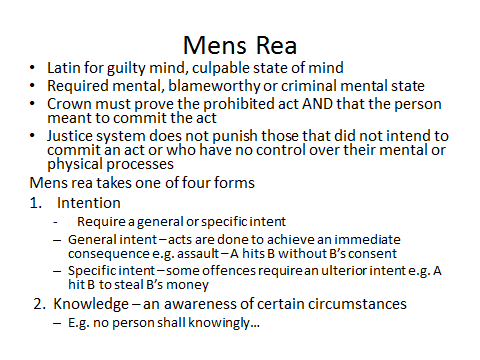 Mens Rea
• Latin for guilty mind, culpable state of mind
• Required mental, blameworthy or criminal mental state
• Crown must prove the prohibited act AND that the person
meant to commit the act
• Justice system does not punish those that did not intend to
commit an act or who have no control over their mental or
physical processes
Mens rea takes one of four forms
1. Intention
- Require a general or specific intent
– General intent – acts are done to achieve an immediate
consequence e.g. assault – A hits B without B's consent
– Specific intent – some offences require an ulterior intent e.g. A
hit B to steal B's money
2. Knowledge – an awareness of certain circumstances
– E.g. no person shall knowingly…